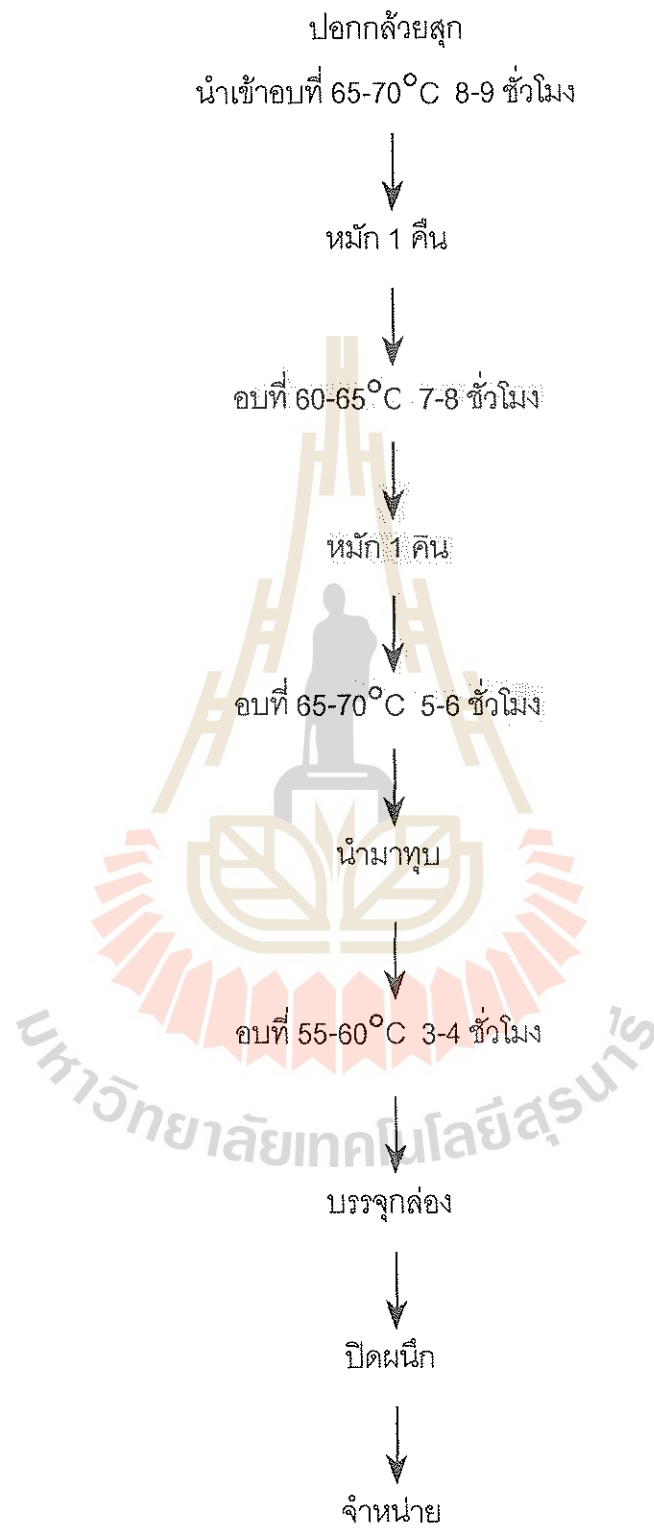 ปอกกล้วยสุก
นำเข้าอบที่ 65-70°C 8-9 ชั่วโมง
หมัก 1 คืน
อบที่ 60-65°C 7-8 ชั่วโมง
หมัก 1 คืน
อบที่ 65-70°C 5-6 ชั่วโมง
นำมาทุบ
อบที่ 55-60°C 3-4 ชั่วโมง
มหาวิทยาลัยเทคโนโลยีสุรนารี
บรรจุกล่อง
ปิดผนึก
จำหน่าย